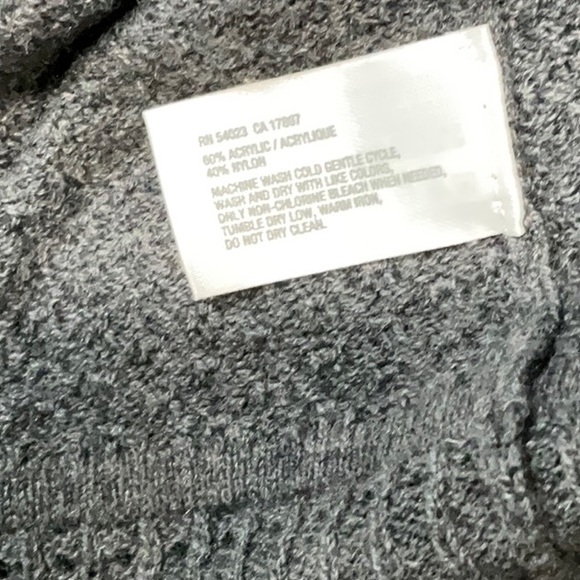 RN 54023 CA 17897
60% ACRYLIC / ACRYLIQUE
40% NYLON
MACHINE WASH COLD GENTLE CYCLE,
WASH AND DRY WITH LIKE COLORS,
ONLY NON-CHLORINE BLEACH WHEN NEEDED,
TUMBLE DRY LOW, WARM IRON,
DO NOT DRY CLEAN.